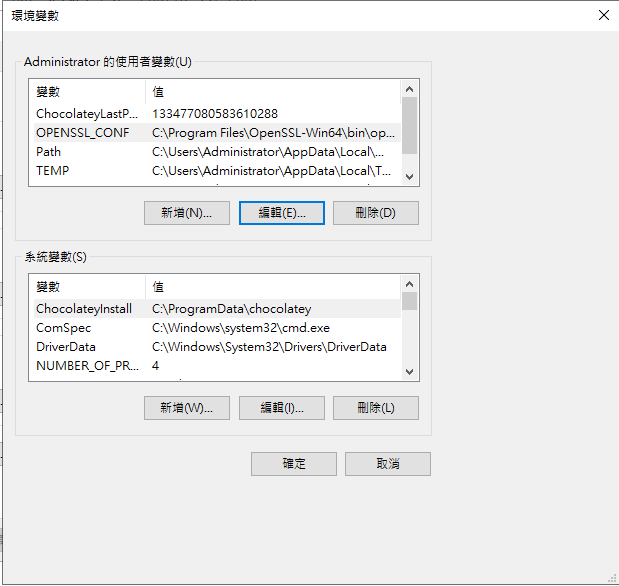 環境變數
Administrator 的使用者變數(U)
變數 值
ChocolateyLastP... 133477080583610288
OPENSSL_CONF C:\Program Files\OpenSSL-Win64\bin\op...
Path C:\Users\Administrator\AppData\Local\...
TEMP C:\Users\Administrator\AppData\Local\T...
新增(N)... 編輯(E)... 刪除(D)
系統變數(S)
變數 值
ChocolateyInstall C:\ProgramData\chocolatey
ComSpec C:\Windows\system32\cmd.exe
DriverData C:\Windows\System32\Drivers\DriverData
NUMBER_OF_PR... 4
新增(W)... 編輯(I)... 刪除(L)
確定 取消